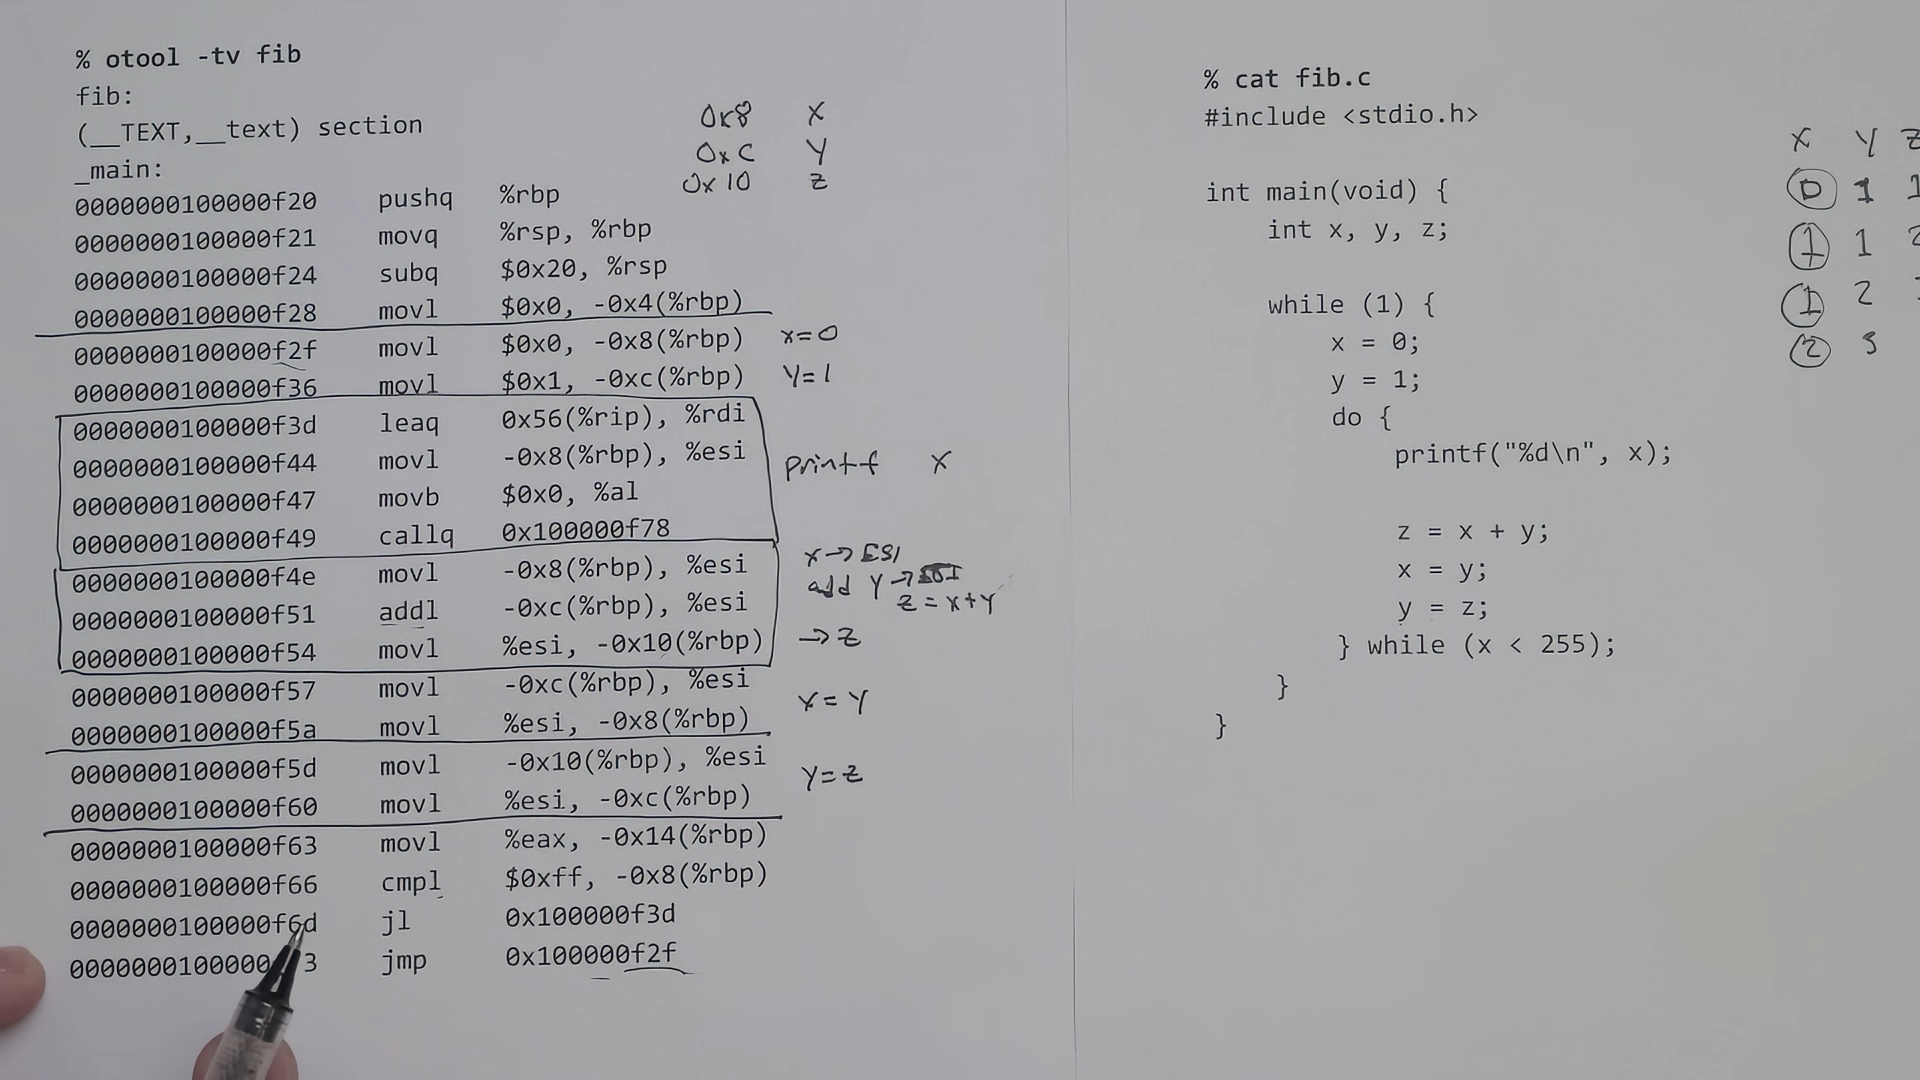 % otool -tv fib
fib:
(__TEXT,__text) section
_main:
0x8 X
0xC Y
0x10 Z
0000000100000f20 pushq %rbp
0000000100000f21 movq %rsp, %rbp
0000000100000f24 subq $0x20, %rsp
0000000100000f28 movl $0x0, -0x4(%rbp)
0000000100000f2f movl $0x0, -0x8(%rbp) x=0
0000000100000f36 movl $0x1, -0xc(%rbp) Y=1
0000000100000f3d leaq 0x56(%rip), %rdi
0000000100000f44 movl -0x8(%rbp), %esi printf X
0000000100000f47 movb $0x0, %al
0000000100000f49 callq 0x100000f78
0000000100000f4e movl -0x8(%rbp), %esi x→ESI
0000000100000f51 addl -0xc(%rbp), %esi add Y→
z=x+Y
0000000100000f54 movl %esi, -0x10(%rbp) →z
0000000100000f57 movl -0xc(%rbp), %esi x=Y
0000000100000f5a movl %esi, -0x8(%rbp)
0000000100000f5d movl -0x10(%rbp), %esi Y=z
0000000100000f60 movl %esi, -0xc(%rbp)
0000000100000f63 movl %eax, -0x14(%rbp)
0000000100000f66 cmpl $0xff, -0x8(%rbp)
0000000100000f6d jl 0x100000f3d
0000000100000 3 jmp 0x100000f2f
% cat fib.c
#include <stdio.h>
int main(void) {
int x, y, z;
while (1) {
x = 0;
y = 1;
do {
printf("%d\n", x);
z = x + y;
x = y;
y = z;
} while (x < 255);
}
}
X Y Z
0 1 1
1 1 2
1 2
2 3